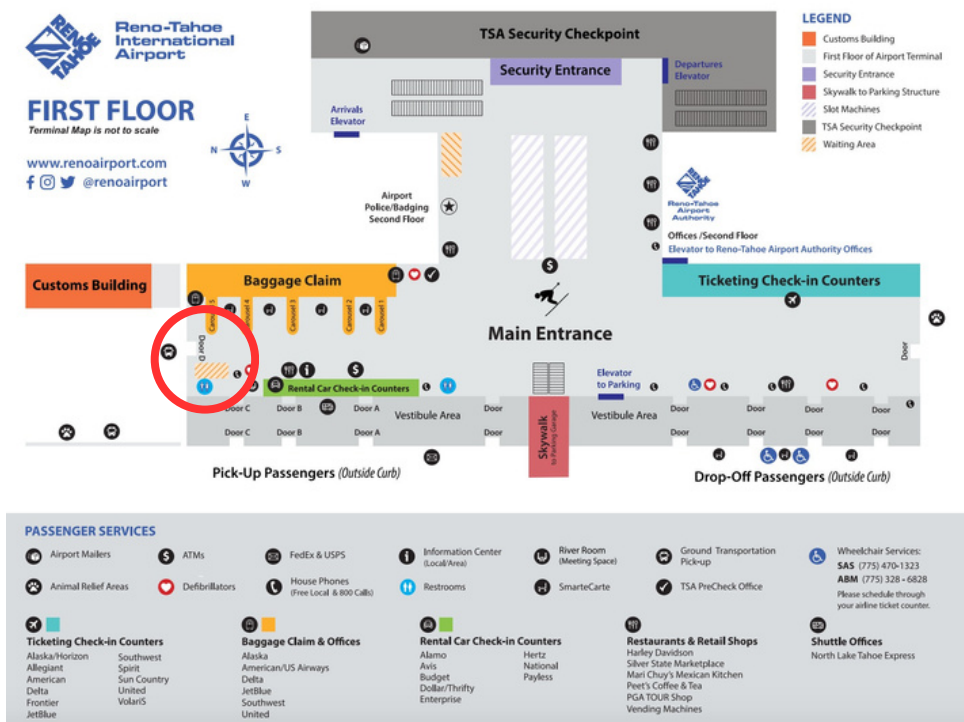 RENO
TAHOE
Reno-Tahoe
International
Airport
FIRST FLOOR
Terminal Map is not to scale
www.renoairport.com
@renoairport
E
N
S
W
TSA Security Checkpoint
Security Entrance
Departures
Elevator
Arrivals
Elevator
LEGEND
Customs Building
First Floor of Airport Terminal
Security Entrance
Skywalk to Parking Structure
Slot Machines
TSA Security Checkpoint
Waiting Area
Airport
Police/Badging
Second Floor
RENO
TAHOE
Reno-Tahoe
Airport
Authority
Offices /Second Floor
Elevator to Reno-Tahoe Airport Authority Offices
Customs Building
Baggage Claim
Ticketing Check-in Counters
Carousel 5
Carousel 4
Carousel 3
Carousel 2
Carousel 1
Main Entrance
Door D
Door
Elevator
to Parking
Rental Car Check-in Counters
Door C
Door B
Door A
Vestibule Area
Door
Vestibule Area
Door
Door
Door
Door
Door C
Door B
Door A
Door
Skywalk
to Parking Garage
Door
Door
Door
Door
Pick-Up Passengers (Outside Curb)
Drop-Off Passengers (Outside Curb)
PASSENGER SERVICES
Airport Mailers
ATMs
FedEx & USPS
Information Center
(Local/Area)
River Room
(Meeting Space)
Ground Transportation
Pick-up
Wheelchair Services:
SAS (775) 470-1323
ABM (775) 328 - 6828
Please schedule through
your airline ticket counter.
Animal Relief Areas
Defibrillators
House Phones
(Free Local & 800 Calls)
Restrooms
SmarteCarte
TSA PreCheck Office
Ticketing Check-in Counters
Alaska/Horizon
Allegiant
American
Delta
Frontier
JetBlue
Southwest
Spirit
Sun Country
United
VolariS
Baggage Claim & Offices
Alaska
American/US Airways
Delta
JetBlue
Southwest
United
Rental Car Check-in Counters
Alamo
Avis
Budget
Dollar/Thrifty
Enterprise
Hertz
National
Payless
Restaurants & Retail Shops
Harley Davidson
Silver State Marketplace
Mari Chuy's Mexican Kitchen
Peet's Coffee & Tea
PGA TOUR Shop
Vending Machines
Shuttle Offices
North Lake Tahoe Express